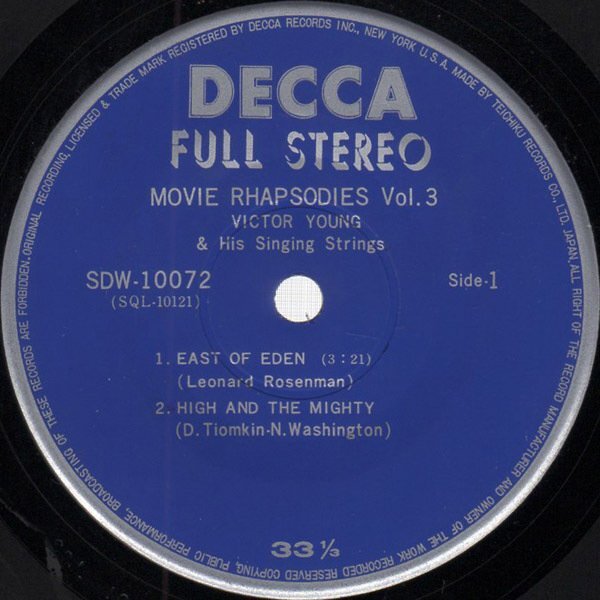 ORIGINAL RECORDING, LICENSED & TRADE MARK REGISTERED BY DECCA RECORDS INC., NEW YORK U.S.A. MADE BY TEICHIKU RECORDS CO., LTD. JAPAN. ALL RIGHT OF THE RECORD MANUFACTURER AND OWNER OF THE WORK RECORDED RESERVED COPYING, PUBLIC PERFORMANCE, BROADCASTING OF THESE RECORDS ARE FORBIDDEN.
DECCA
FULL STEREO
MOVIE RHAPSODIES Vol.3
VICTOR YOUNG
& His Singing Strings
SDW-10072 Side-1
(SQL-10121)
1. EAST OF EDEN (3:21)
(Leonard Rosenman)
2. HIGH AND THE MIGHTY
(D. Tiomkin-N. Washington)
33 1/3